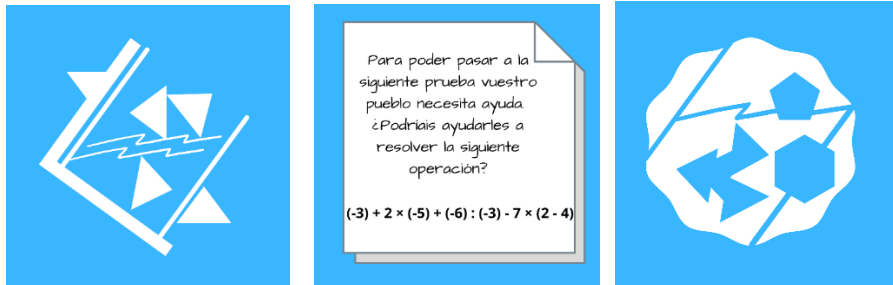 Para poder pasar a la
siguiente prueba vuestro
pueblo necesita ayuda.
¿Podríais ayudarles a
resolver la siguiente
operación?
(-3) + 2 × (-5) + (-6) : (-3) - 7 × (2 - 4)